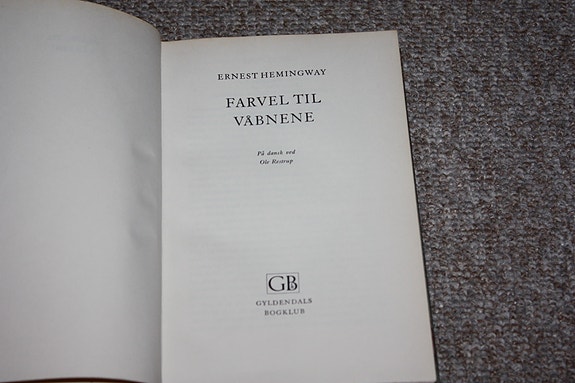 ERNEST HEMINGWAY
FARVEL TIL
VÅBNENE
På dansk ved
Ole Restrup
GB
GYLDENDALS
BOGKLUB